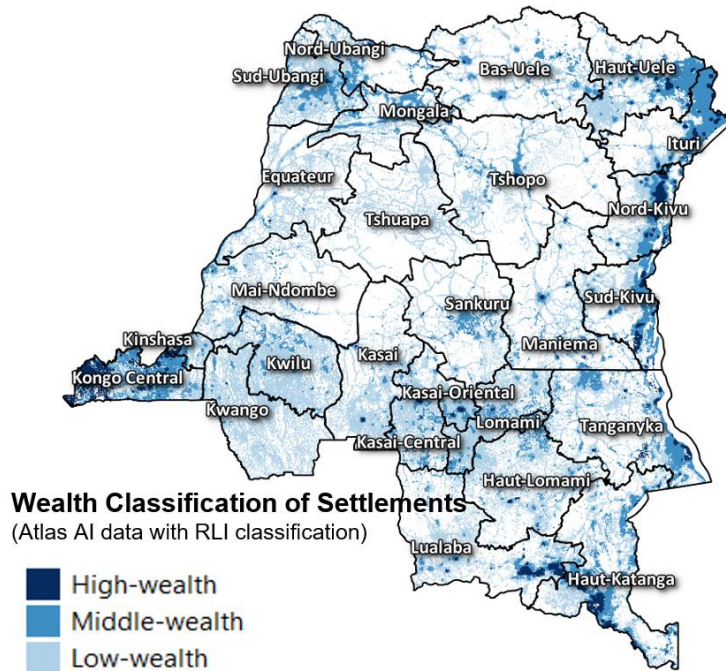 Nord-Ubangi
Sud-Ubangi
Bas-Uele
Haut-Uele
Mongala
Ituri
Equateur
Tshopo
Tshuapa
Nord-Kivu
Mai-Ndombe
Sankuru
Sud-Kivu
Kinshasa
Maniema
Kongo Central
Kwilu
Kasai
Kwango
Kasai-Oriental
Lomami
Tanganyika
Kasai-Central
Haut-Lomami
Wealth Classification of Settlements
(Atlas AI data with RLI classification)
Lualaba
Haut-Katanga
High-wealth
Middle-wealth
Low-wealth